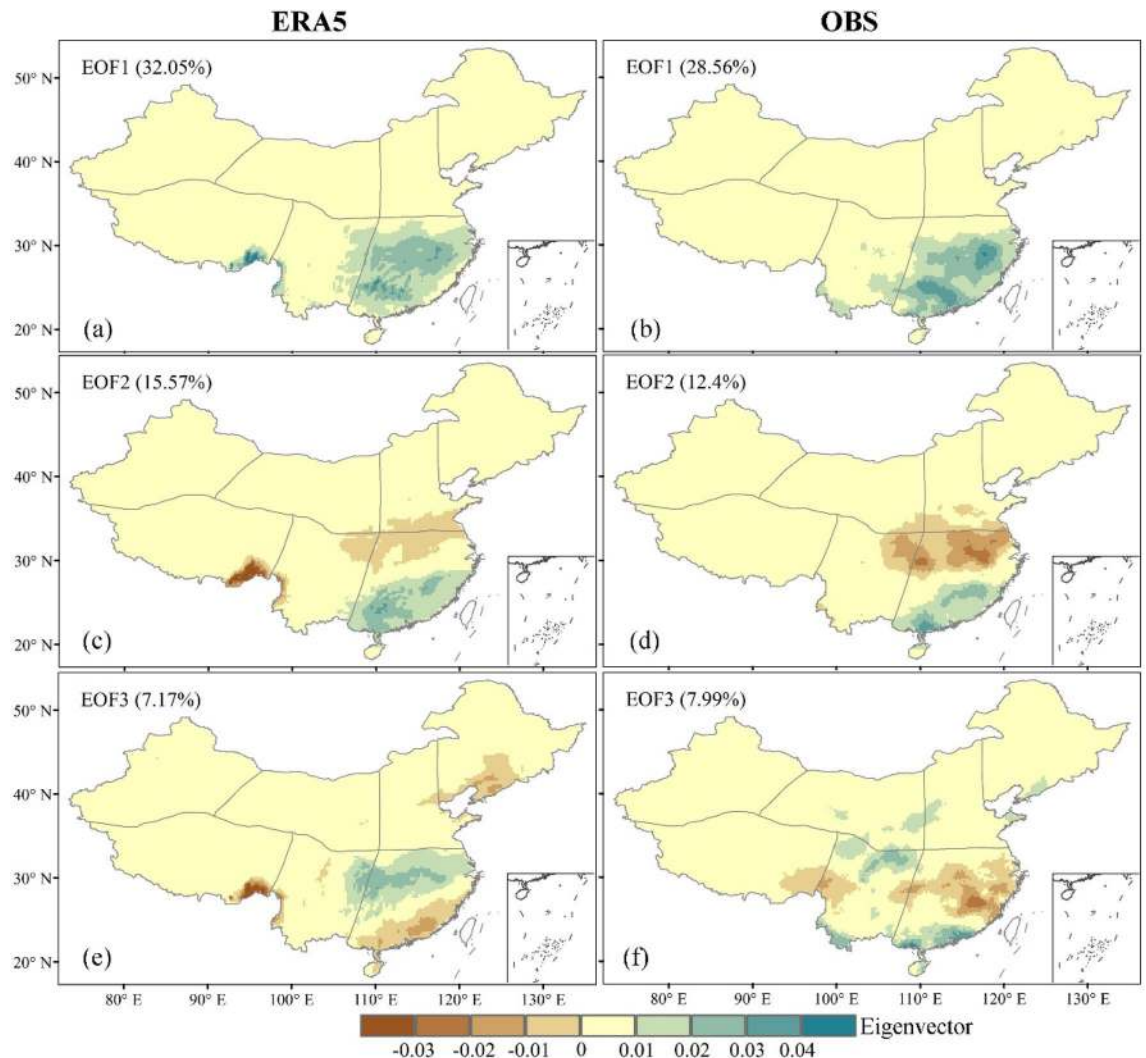 ERA5 OBS
EOF1 (32.05%) EOF1 (28.56%)
50° N
40° N
30° N
20° N
(a) (b)
EOF2 (15.57%) EOF2 (12.4%)
50° N
40° N
30° N
20° N
(c) (d)
EOF3 (7.17%) EOF3 (7.99%)
50° N
40° N
30° N
20° N
(e) (f)
80° E 90° E 100° E 110° E 120° E 130° E 80° E 90° E 100° E 110° E 120° E 130° E
Eigenvector
-0.03 -0.02 -0.01 0 0.01 0.02 0.03 0.04